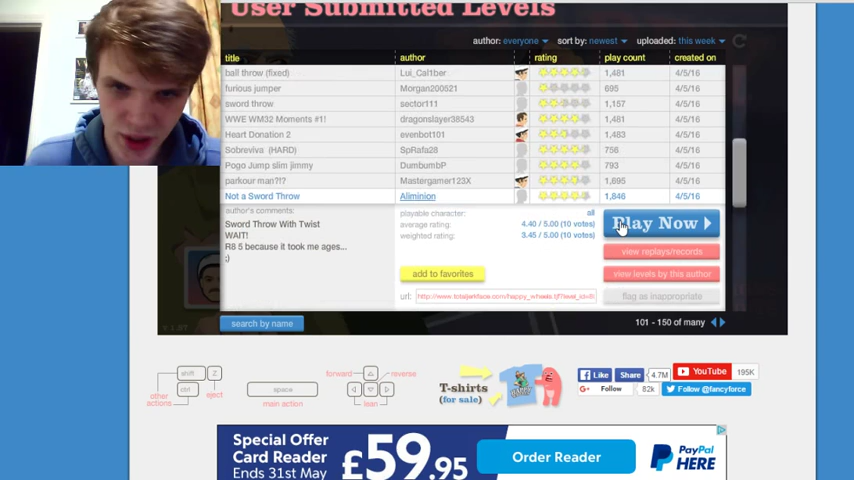 User Submitted Levels
author: everyone sort by: newest uploaded: this week
title author rating play count created on
ball throw (fixed) Lui_Cal1ber 1,481 4/5/16
furious jumper Morgan200521 695 4/5/16
sword throw sector111 1,157 4/5/16
WWE WM32 Moments #1! dragonslayer38543 1,481 4/5/16
Heart Donation 2 evenbot101 1,483 4/5/16
Sobreviva (HARD) SpRafa28 758 4/5/16
Pogo Jump slim jimmy DumbumbP 793 4/5/16
parkour man?!? Mastergamer123X 1,695 4/5/16
Not a Sword Throw Aliminion 1,846 4/5/16
author's comments:
Sword Throw With Twist
WAIT!
R8 5 because it took me ages...
;)
playable character: all
average rating: 4.40 / 5.00 (10 votes)
weighted rating: 3.45 / 5.00 (10 votes)
Play Now
view replays/records
add to favorites
view levels by this author
url:
flag as inappropriate
search by name
101 - 150 of many
shift Z
ctrl eject
other actions
space
main action
forward reverse
lean
T-shirts
(for sale)
Like Share 4.7M
YouTube 195K
G+ Follow 82k
Follow @fancyforce
Special Offer
Card Reader
Ends 31st May
£59.95
Order Reader
PayPal
HERE